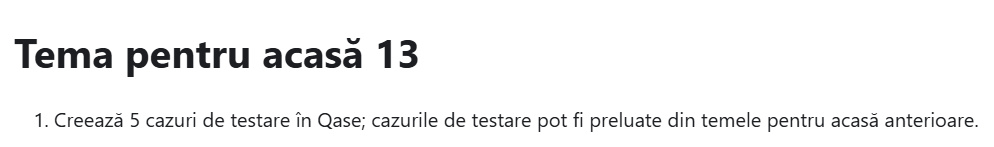 Tema pentru acasă 13
1. Creează 5 cazuri de testare în Qase; cazurile de testare pot fi preluate din temele pentru acasă anterioare.